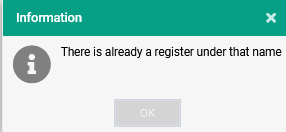 Information
There is already a register under that name
OK